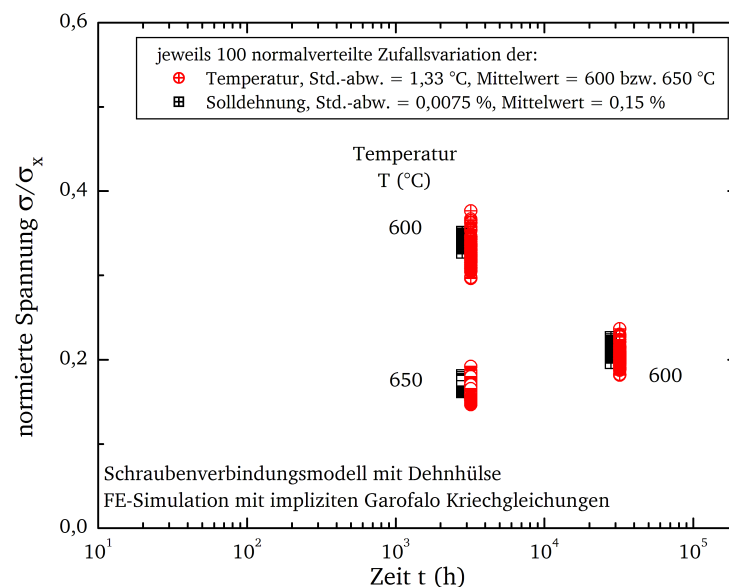 0,6
jeweils 100 normalverteilte Zufallsvariation der:
Temperatur, Std.-abw. = 1,33 °C, Mittelwert = 600 bzw. 650 °C
Solldehnung, Std.-abw. = 0,0075 %, Mittelwert = 0,15 %
Temperatur
T (°C)
0,4
600
normierte Spannung σ/σx
0,2
650
600
Schraubenverbindungsmodell mit Dehnhülse
FE-Simulation mit impliziten Garofalo Kriechgleichungen
0,0
10¹ 10² 10³ 10⁴ 10⁵
Zeit t (h)